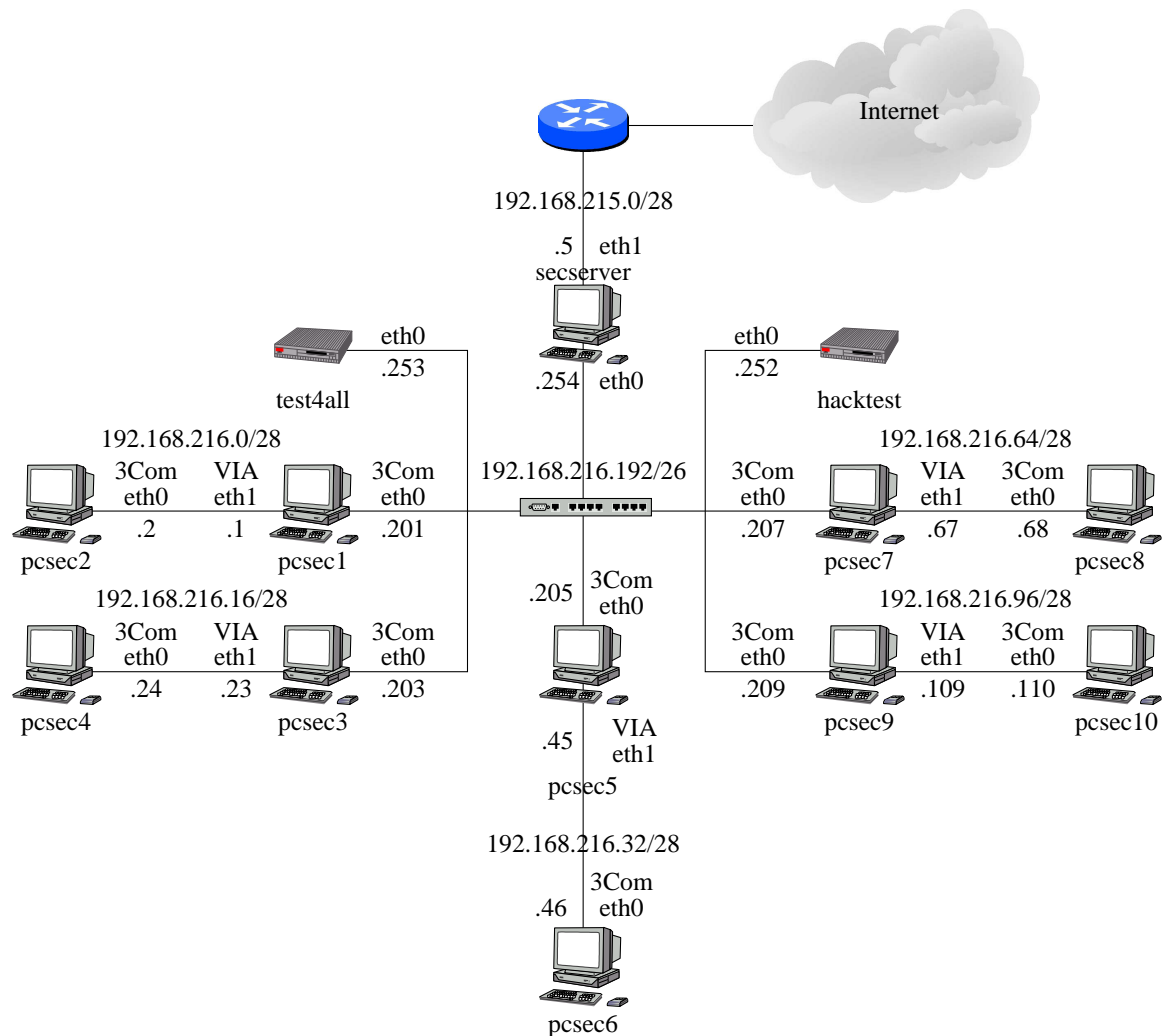 Internet
192.168.215.0/28
.5 eth1
secserver
.254 eth0
eth0
.253
test4all
eth0
.252
hacktest
192.168.216.0/28
3Com VIA 3Com
eth0 eth1 eth0
.2 .1 .201
pcsec2 pcsec1
192.168.216.192/26
192.168.216.64/28
3Com VIA 3Com
eth0 eth1 eth0
.207 .67 .68
pcsec7 pcsec8
192.168.216.16/28
3Com VIA 3Com
eth0 eth1 eth0
.24 .23 .203
pcsec4 pcsec3
.205 3Com
eth0
.45 VIA
eth1
pcsec5
192.168.216.96/28
3Com VIA 3Com
eth0 eth1 eth0
.209 .109 .110
pcsec9 pcsec10
192.168.216.32/28
3Com
.46 eth0
pcsec6